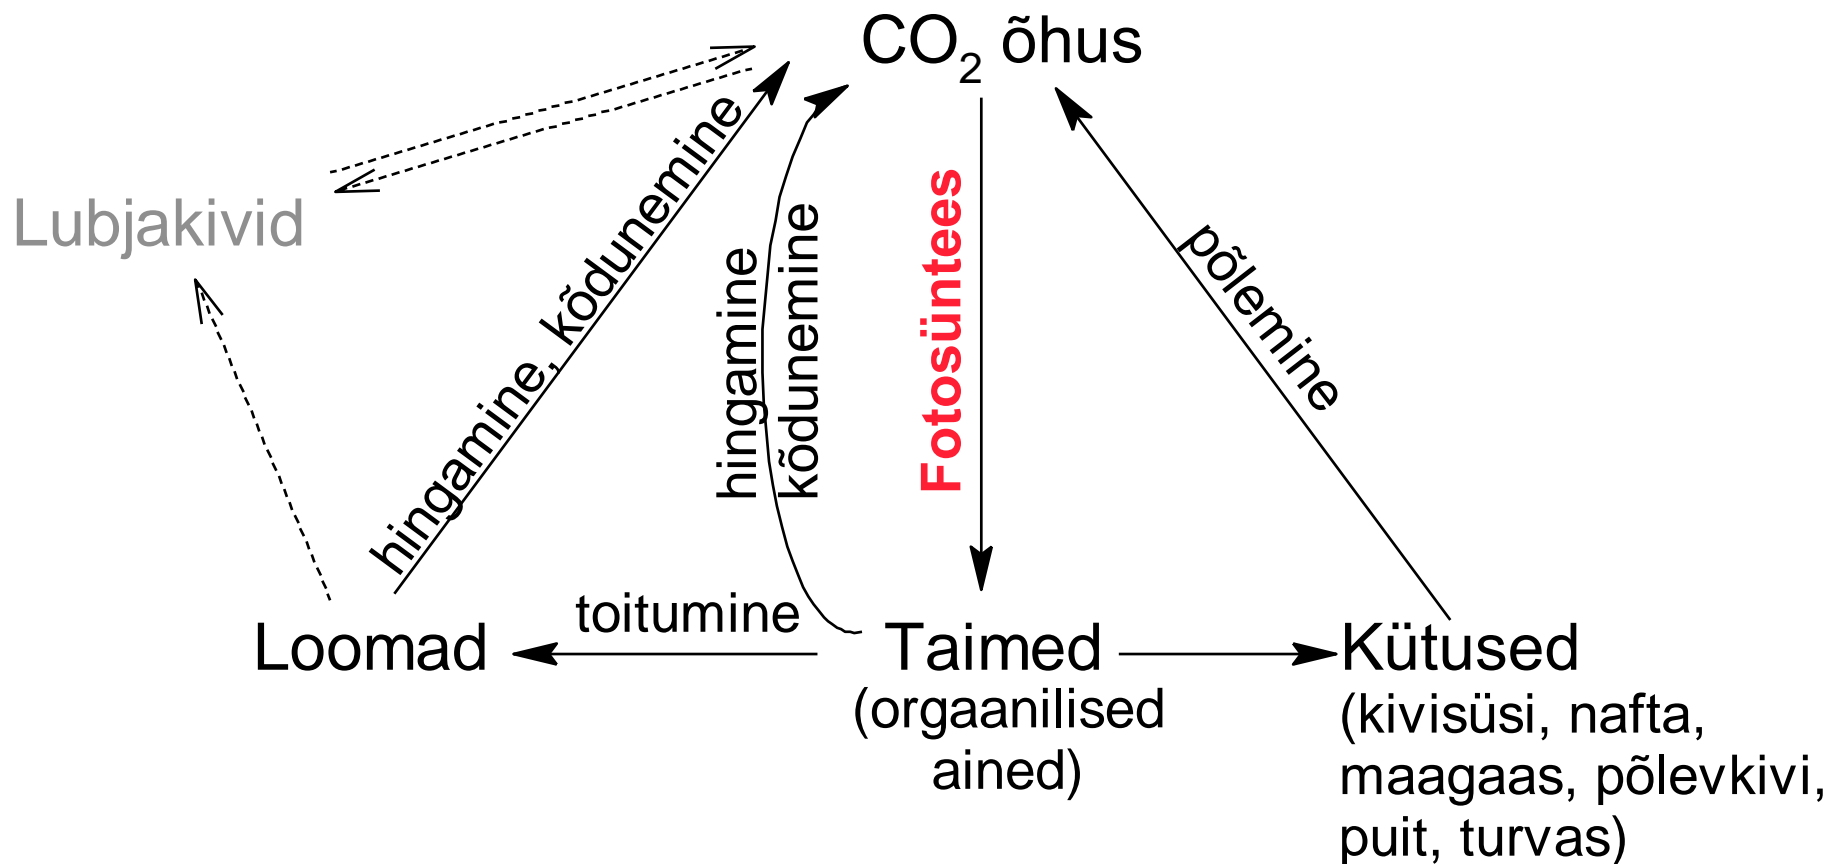 CO₂ õhus
Lubjakivid
hingamine, kõdunemine
hingamine
kõdunemine
Fotosüntees
põlemine
toitumine
Loomad
Taimed
(orgaanilised
ained)
Kütused
(kivisüsi, nafta,
maagaas, põlevkivi,
puit, turvas)